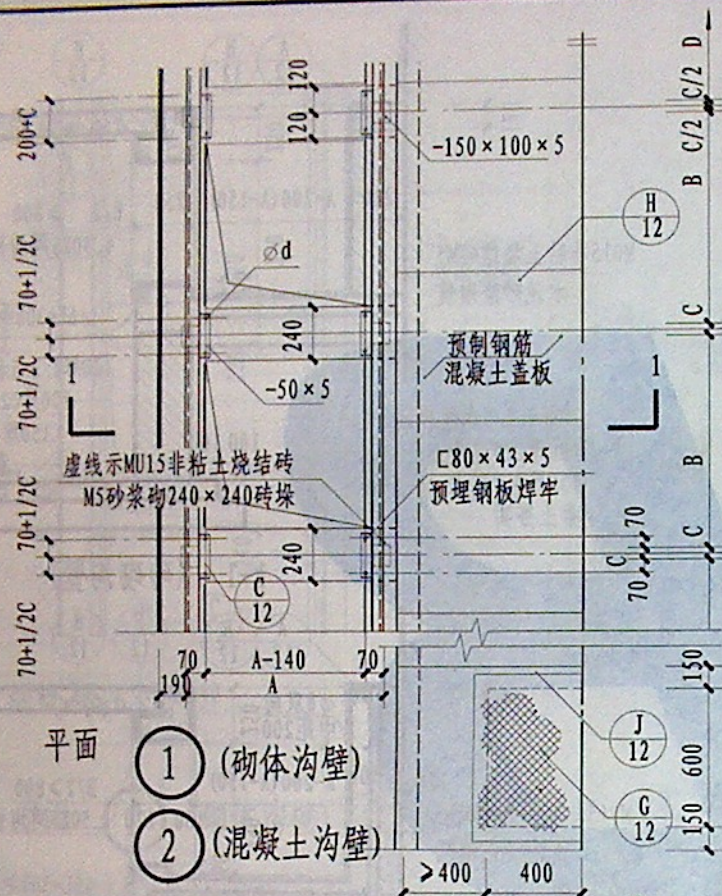 D
C/2
C/2
B
C
B
C
120
120
200+C
-150×100×5
H
12
∅d
70+1/2C
240
预制钢筋
混凝土盖板
-50×5
70+1/2C
1
1
虚线示MU15非粘土烧结砖
M5砂浆砌240×240砖垛
⊏80×43×5
预埋钢板焊牢
70+1/2C
240
70
C
70
C
12
70+1/2C
70
A-140
70
190
A
150
平面
1
(砌体沟壁)
J
12
600
G
12
2
(混凝土沟壁)
150
≥400
400